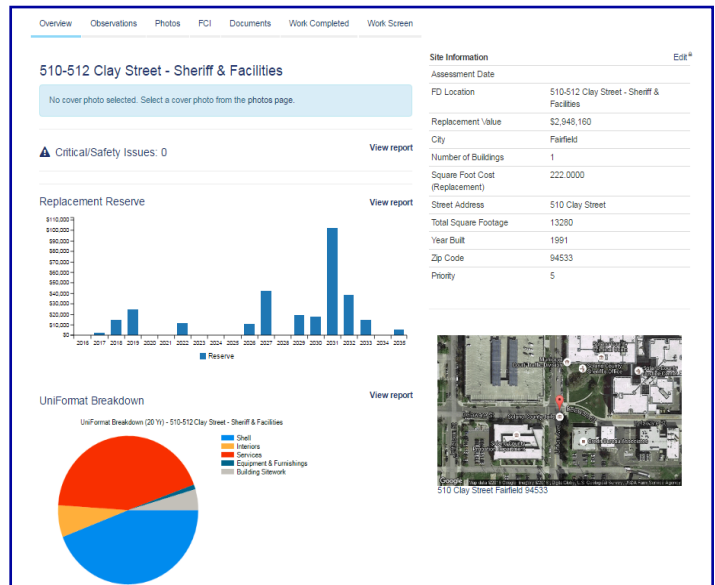 Overview Observations Photos FCI Documents Work Completed Work Screen
510-512 Clay Street - Sheriff & Facilities
No cover photo selected. Select a cover photo from the photos page.
Critical/Safety Issues: 0 View report
Replacement Reserve View report
$110,000
$100,000
$90,000
$80,000
$70,000
$60,000
$50,000
$40,000
$30,000
$20,000
$10,000
$0
2016 2017 2018 2019 2020 2021 2022 2023 2024 2025 2026 2027 2028 2029 2030 2031 2032 2033 2034 2035
Reserve
UniFormat Breakdown View report
UniFormat Breakdown (20 Yr) - 510-512 Clay Street - Sheriff & Facilities
Shell
Interiors
Services
Equipment & Furnishings
Building Sitework
Site Information Edit
Assessment Date
FD Location 510-512 Clay Street - Sheriff &
Facilities
Replacement Value $2,948,160
City Fairfield
Number of Buildings 1
Square Foot Cost 222.0000
(Replacement)
Street Address 510 Clay Street
Total Square Footage 13280
Year Built 1991
Zip Code 94533
Priority 5
Solano County
Sheriff's Office
Google
510 Clay Street Fairfield 94533